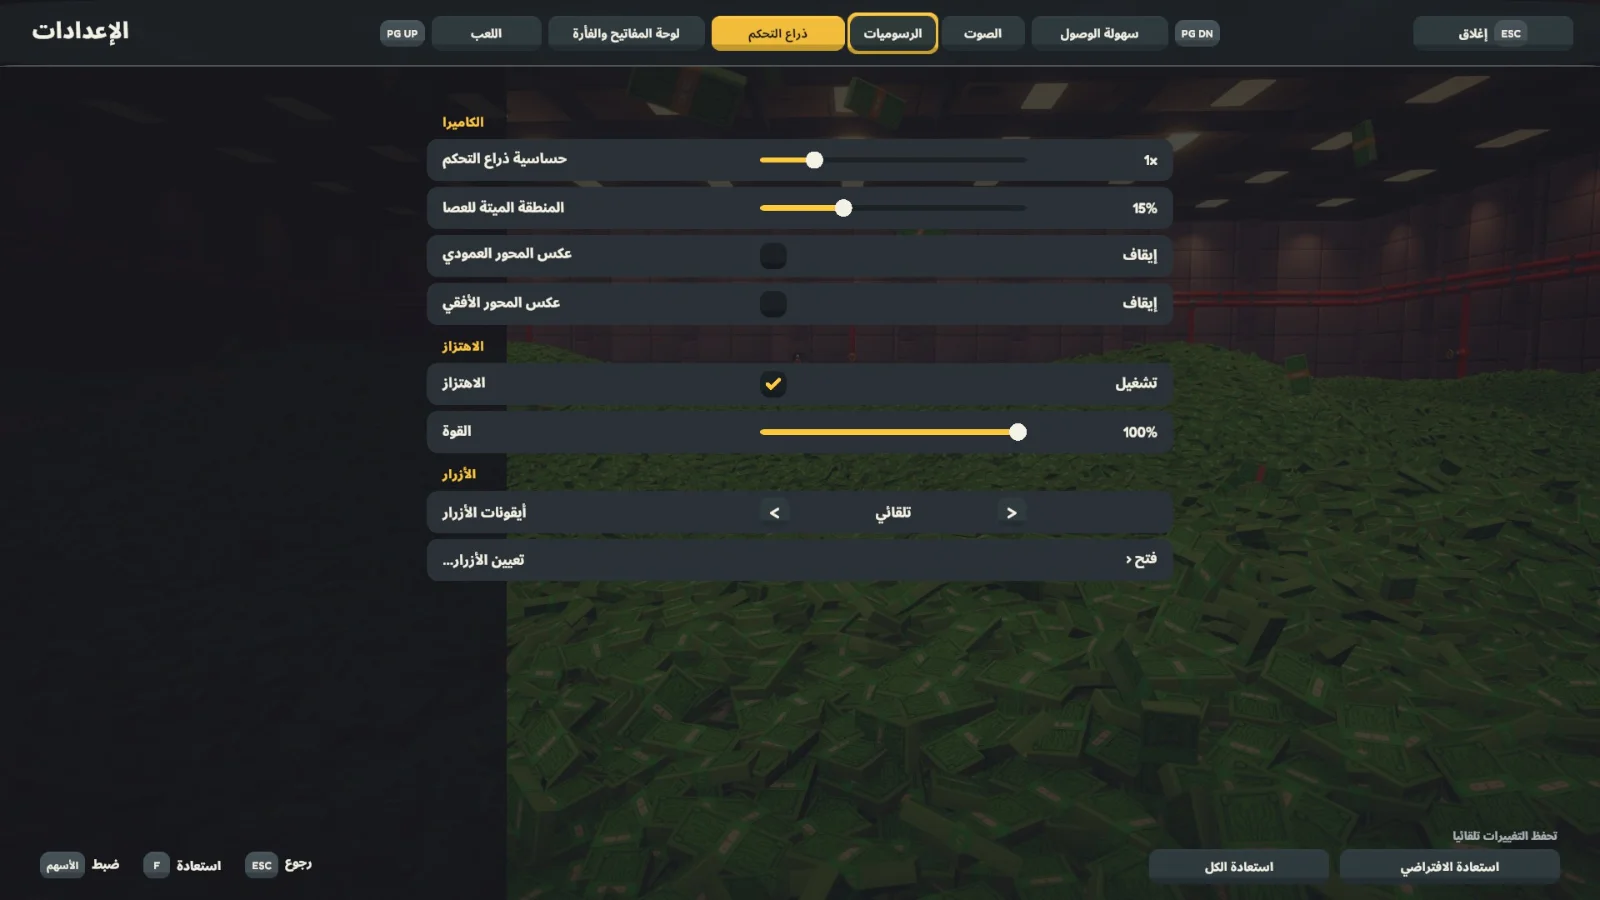 الإعدادات
PG UP
اللعب
لوحة المفاتيح والفأرة
ذراع التحكم
الرسوميات
الصوت
سهولة الوصول
PG DN
إغلاق ESC
الكاميرا
حساسية ذراع التحكم
1x
المنطقة الميتة للعصا
15%
عكس المحور العمودي
إيقاف
عكس المحور الأفقي
إيقاف
الاهتزاز
الاهتزاز
تشغيل
القوة
100%
الأزرار
أيقونات الأزرار
< تلقائي >
تعيين الأزرار...
فتح ›
تحفظ التغييرات تلقائيا
الأسهم ضبط
F استعادة
ESC رجوع
استعادة الكل
استعادة الافتراضي